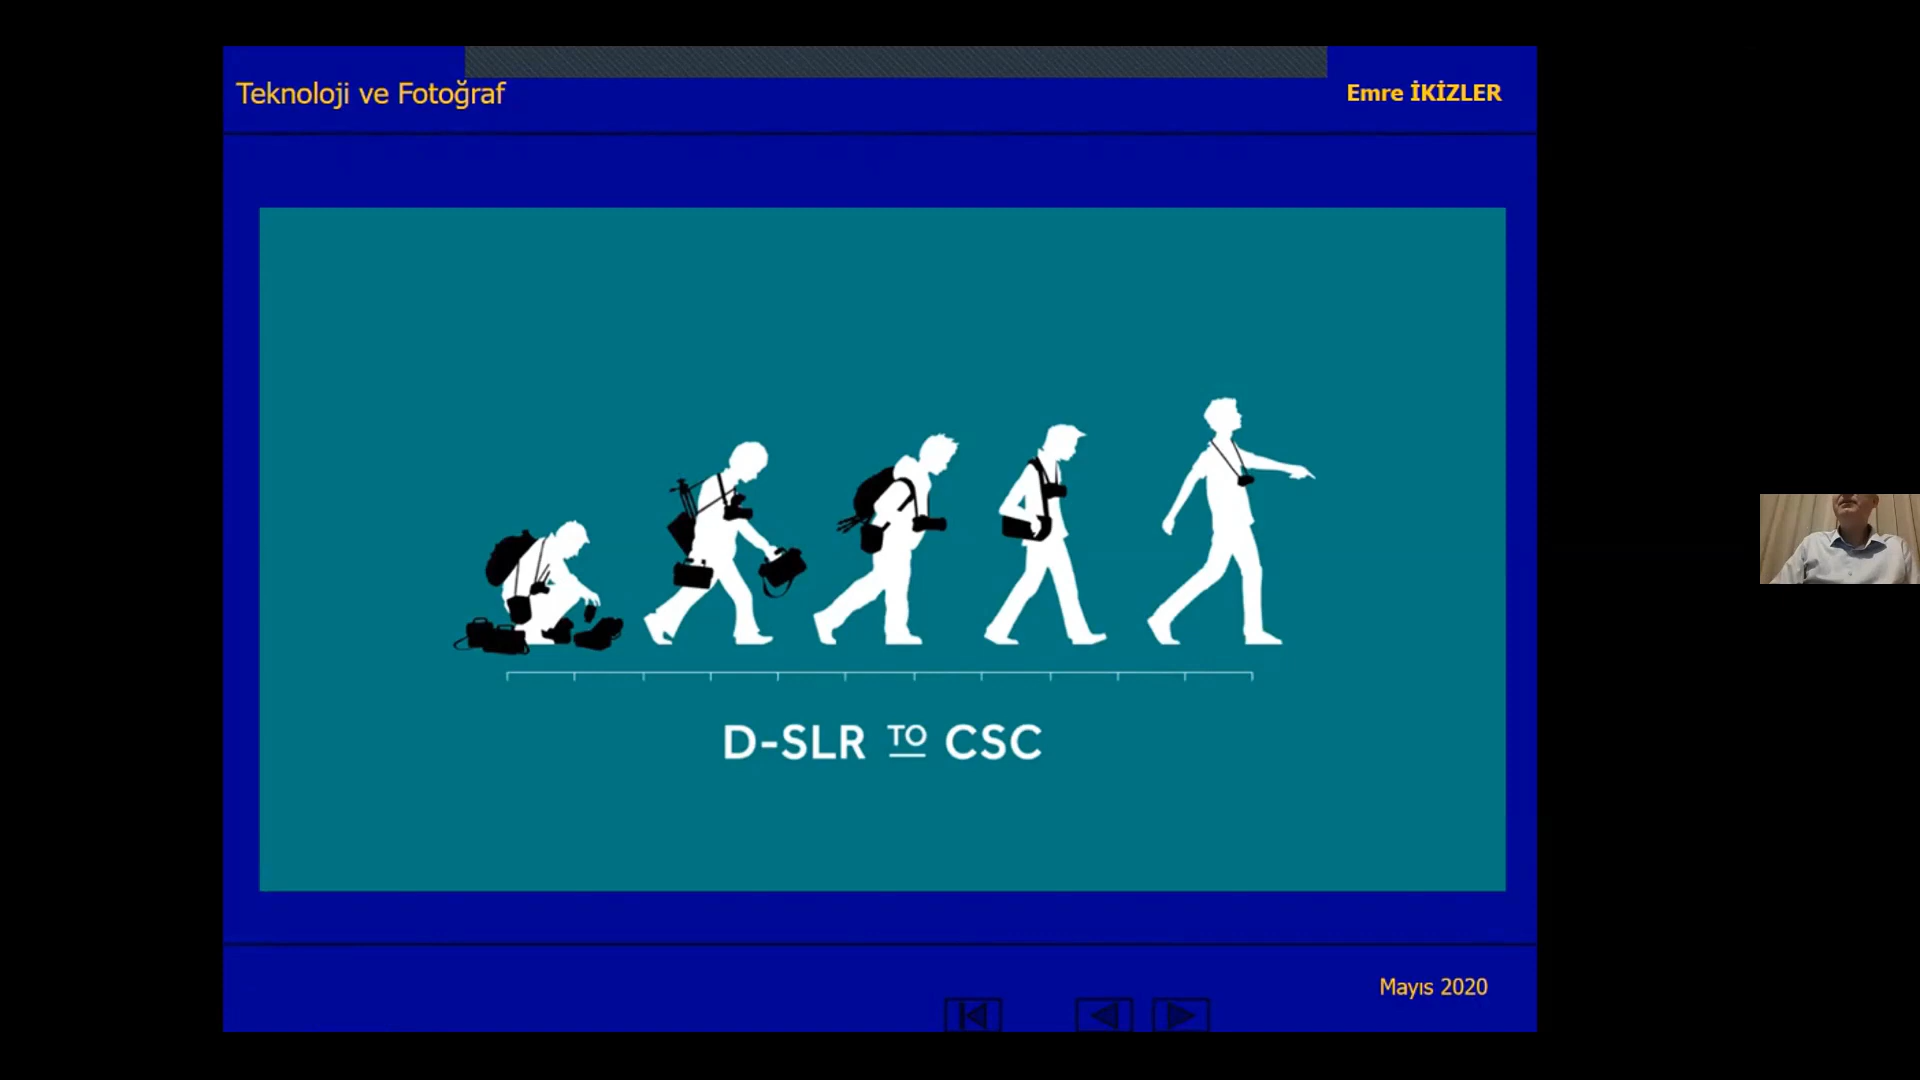 Teknoloji ve Fotoğraf
Emre İKİZLER
D-SLR TO CSC
Mayıs 2020